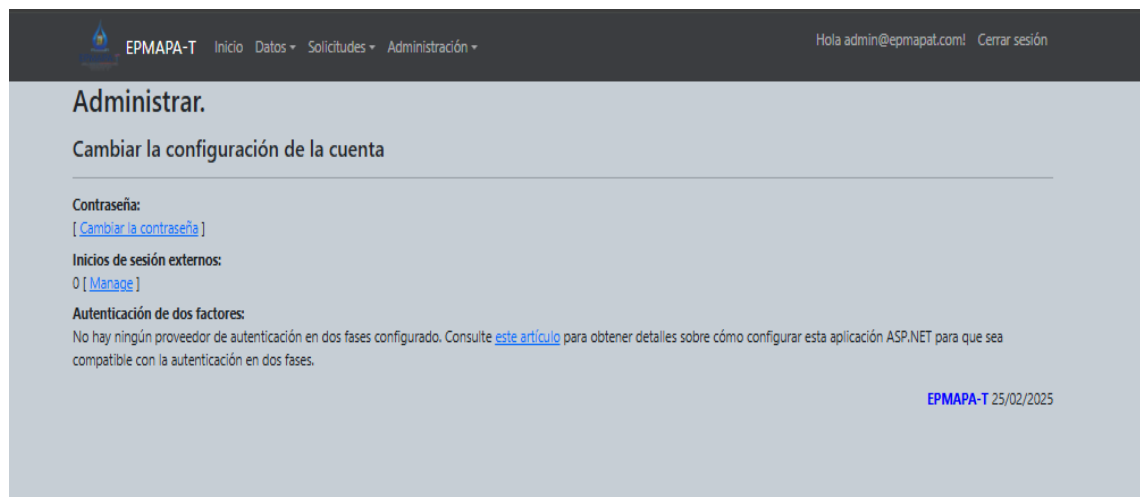 EPMAPA-T Inicio Datos Solicitudes Administración Hola admin@epmapat.com! Cerrar sesión
Administrar.
Cambiar la configuración de la cuenta
Contraseña:
[ Cambiar la contraseña ]
Inicios de sesión externos:
0 [ Manage ]
Autenticación de dos factores:
No hay ningún proveedor de autenticación en dos fases configurado. Consulte este artículo para obtener detalles sobre cómo configurar esta aplicación ASP.NET para que sea
compatible con la autenticación en dos fases.
EPMAPA-T 25/02/2025